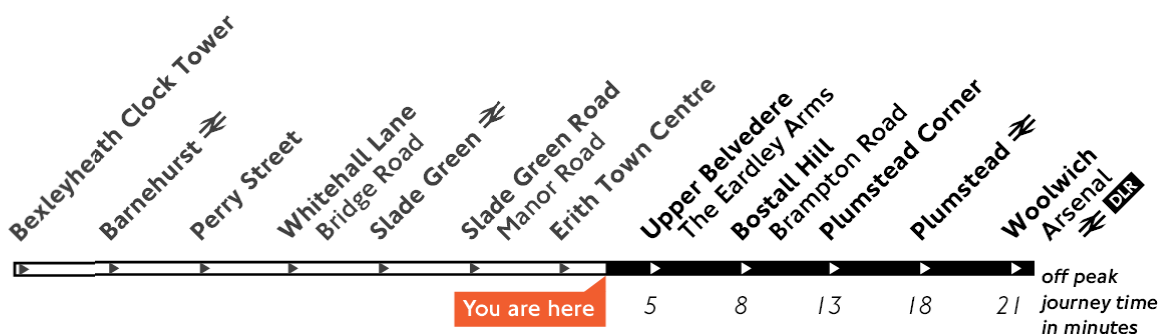 Bexleyheath Clock Tower
Barnehurst
Perry Street
Whitehall Lane
Bridge Road
Slade Green
Slade Green Road
Manor Road
Erith Town Centre
Upper Belvedere
The Eardley Arms
Bostall Hill
Brampton Road
Plumstead Corner
Plumstead
Woolwich
Arsenal
DLR
You are here
5 8 13 18 21
off peak
journey time
in minutes